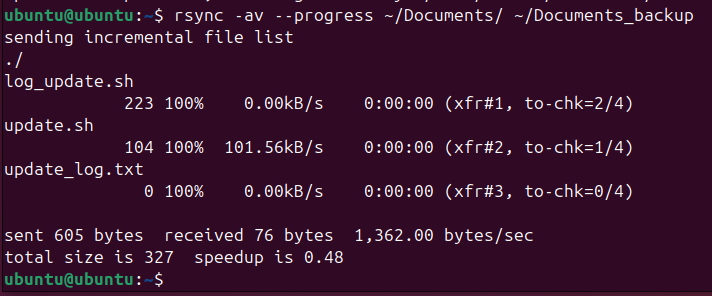 ubuntu@ubuntu:~$ rsync -av --progress ~/Documents/ ~/Documents_backup
sending incremental file list
./
log_update.sh
            223 100%    0.00kB/s    0:00:00 (xfr#1, to-chk=2/4)
update.sh
            104 100%  101.56kB/s    0:00:00 (xfr#2, to-chk=1/4)
update_log.txt
              0 100%    0.00kB/s    0:00:00 (xfr#3, to-chk=0/4)

sent 605 bytes  received 76 bytes  1,362.00 bytes/sec
total size is 327  speedup is 0.48
ubuntu@ubuntu:~$